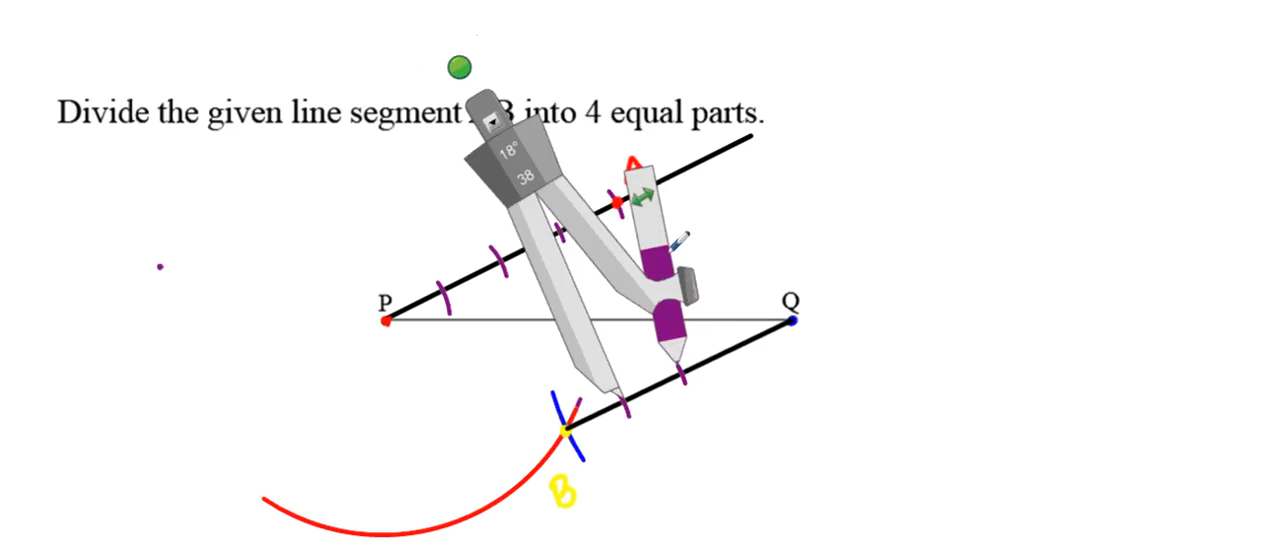 Divide the given line segment into 4 equal parts.
18°
38
A
P
Q
B